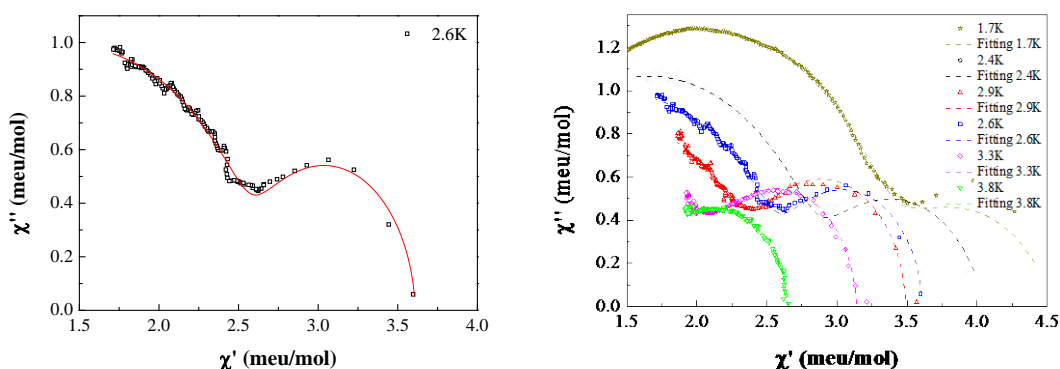 2.6K
1.0
0.8
0.6
0.4
0.2
0.0
1.5 2.0 2.5 3.0 3.5 4.0
χ'' (meu/mol)
χ' (meu/mol)
1.7K
Fitting 1.7K
2.4K
Fitting 2.4K
2.9K
Fitting 2.9K
2.6K
Fitting 2.6K
3.3K
Fitting 3.3K
3.8K
Fitting 3.8K
1.2
1.0
0.8
0.6
0.4
0.2
0.0
1.5 2.0 2.5 3.0 3.5 4.0 4.5
χ'' (meu/mol)
χ' (meu/mol)